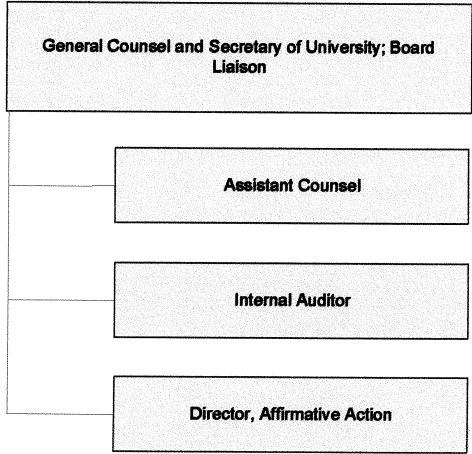 General Counsel and Secretary of University; Board
Liaison
Assistant Counsel
Internal Auditor
Director, Affirmative Action